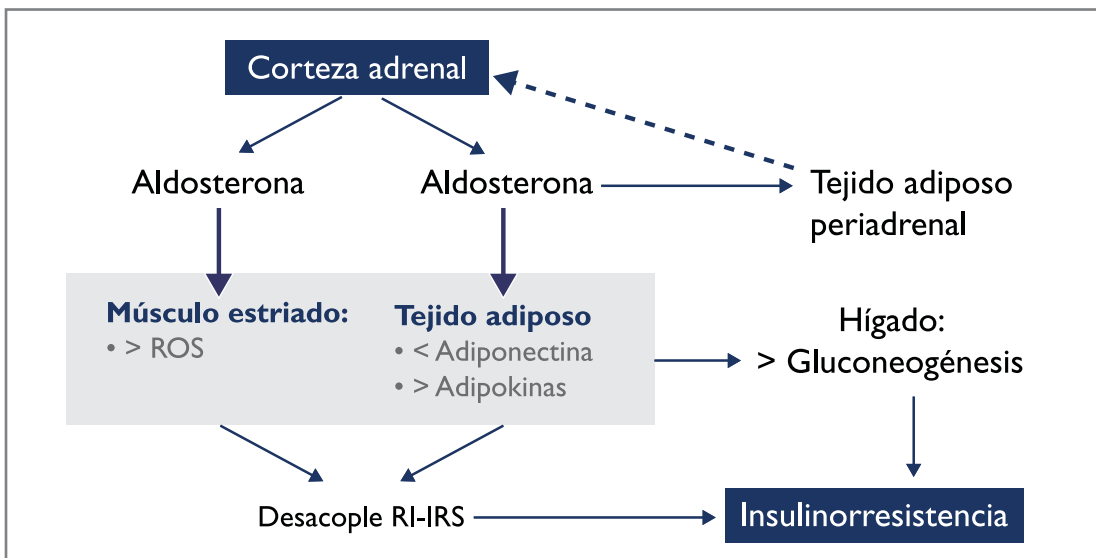 Corteza adrenal
Aldosterona
Aldosterona
Tejido adiposo
periadrenal
Músculo estriado:
• > ROS
Tejido adiposo
• < Adiponectina
• > Adipokinas
Hígado:
> Gluconeogénesis
Desacople RI-IRS
Insulinorresistencia